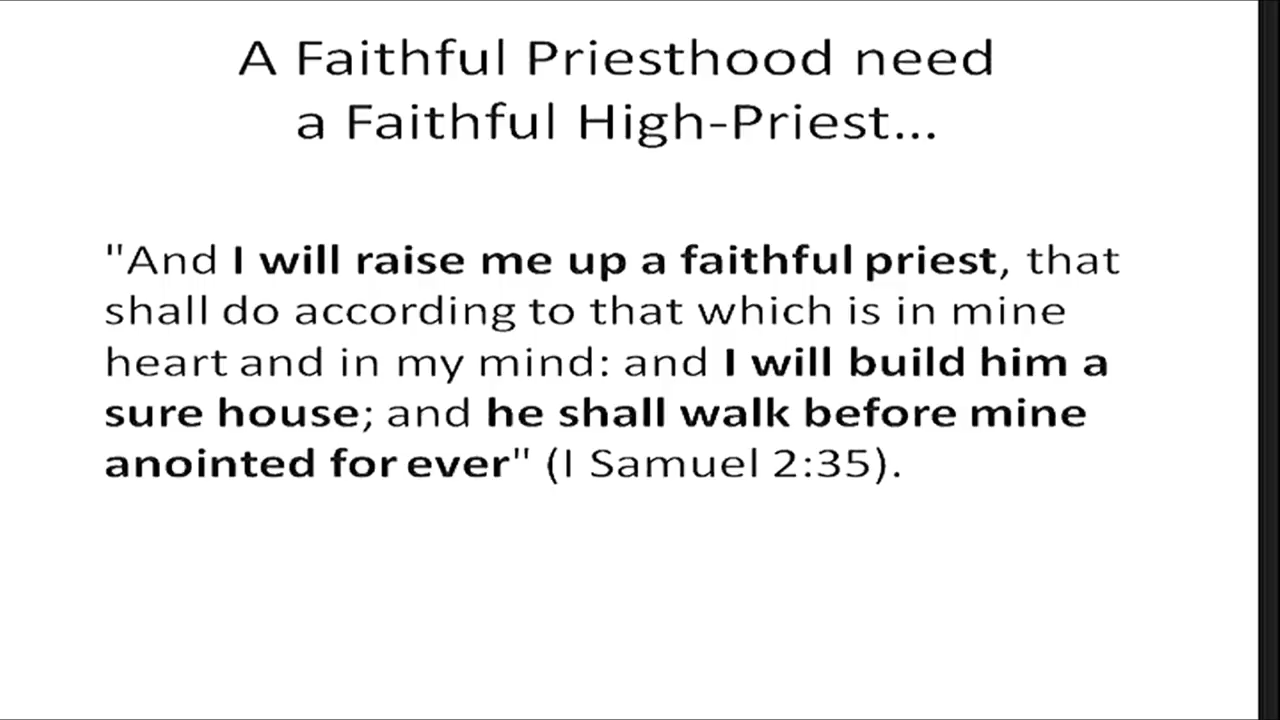 A Faithful Priesthood need
a Faithful High-Priest...
"And I will raise me up a faithful priest, that
shall do according to that which is in mine
heart and in my mind: and I will build him a
sure house; and he shall walk before mine
anointed for ever" (I Samuel 2:35).